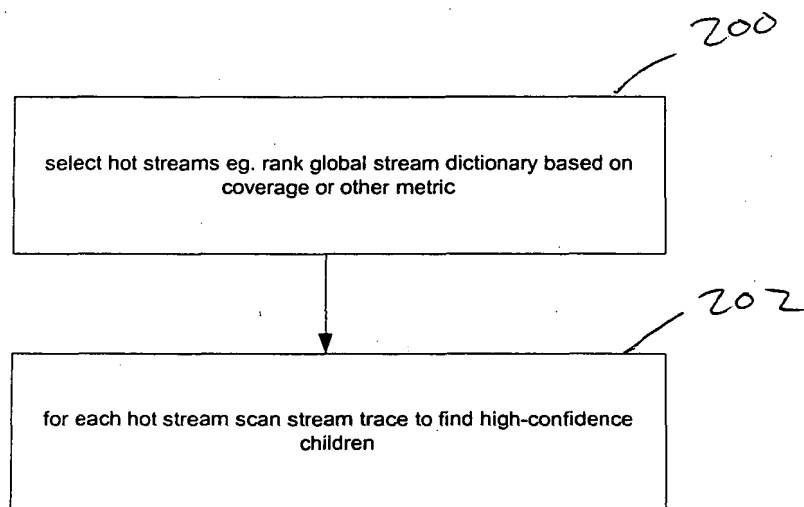 200
select hot streams eg. rank global stream dictionary based on
coverage or other metric
202
for each hot stream scan stream trace to find high-confidence
children